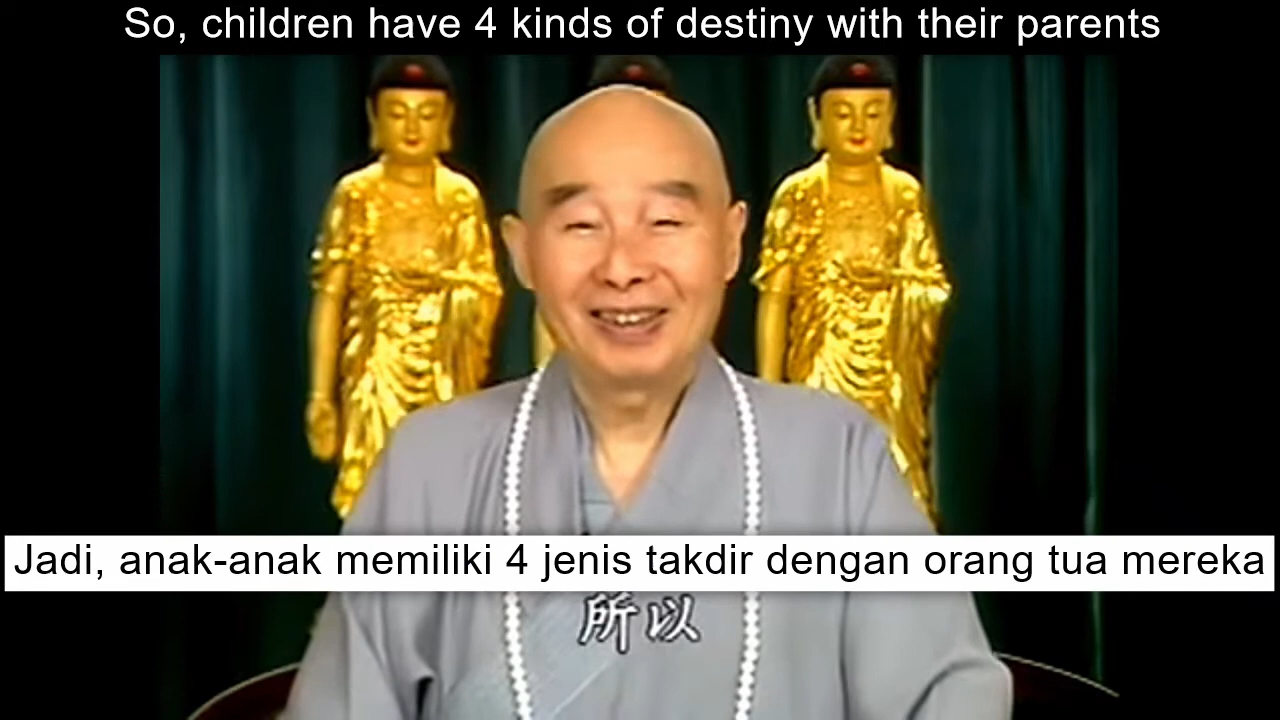 So, children have 4 kinds of destiny with their parents
Jadi, anak-anak memiliki 4 jenis takdir dengan orang tua mereka
所以